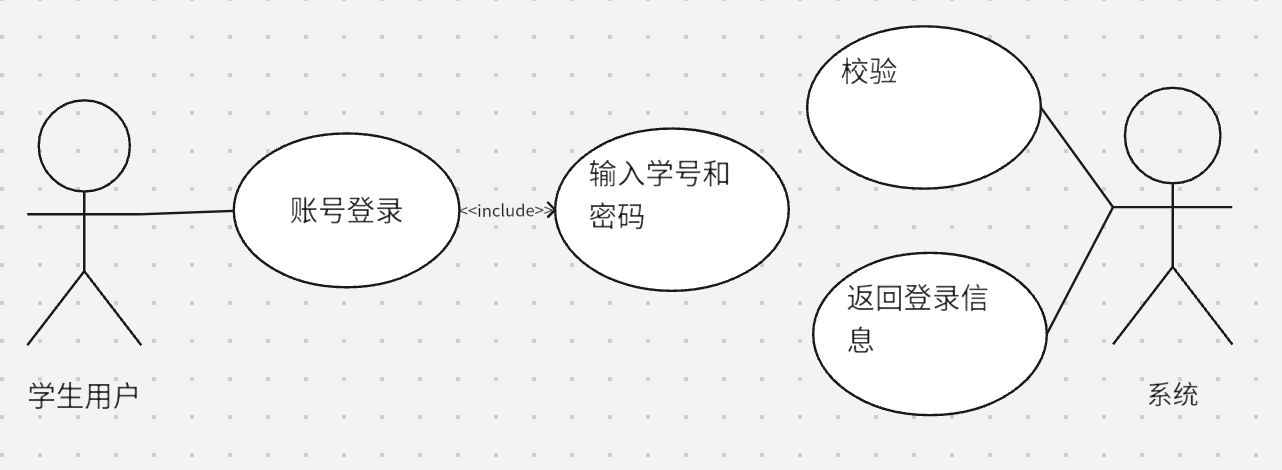 校验
输入学号和
密码
账号登录
<<include>>
返回登录信
息
学生用户
系统